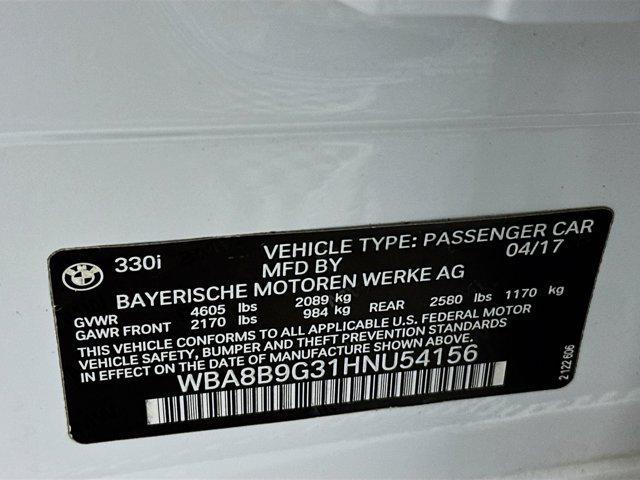 330i VEHICLE TYPE: PASSENGER CAR
MFD BY 04/17
BAYERISCHE MOTOREN WERKE AG
GVWR 4605 lbs 2089 kg
GAWR FRONT 2170 lbs 984 kg REAR 2580 lbs 1170 kg
THIS VEHICLE CONFORMS TO ALL APPLICABLE U.S. FEDERAL MOTOR
VEHICLE SAFETY, BUMPER AND THEFT PREVENTION STANDARDS
IN EFFECT ON THE DATE OF MANUFACTURE SHOWN ABOVE.
WBA8B9G31HNU54156
2 122 606